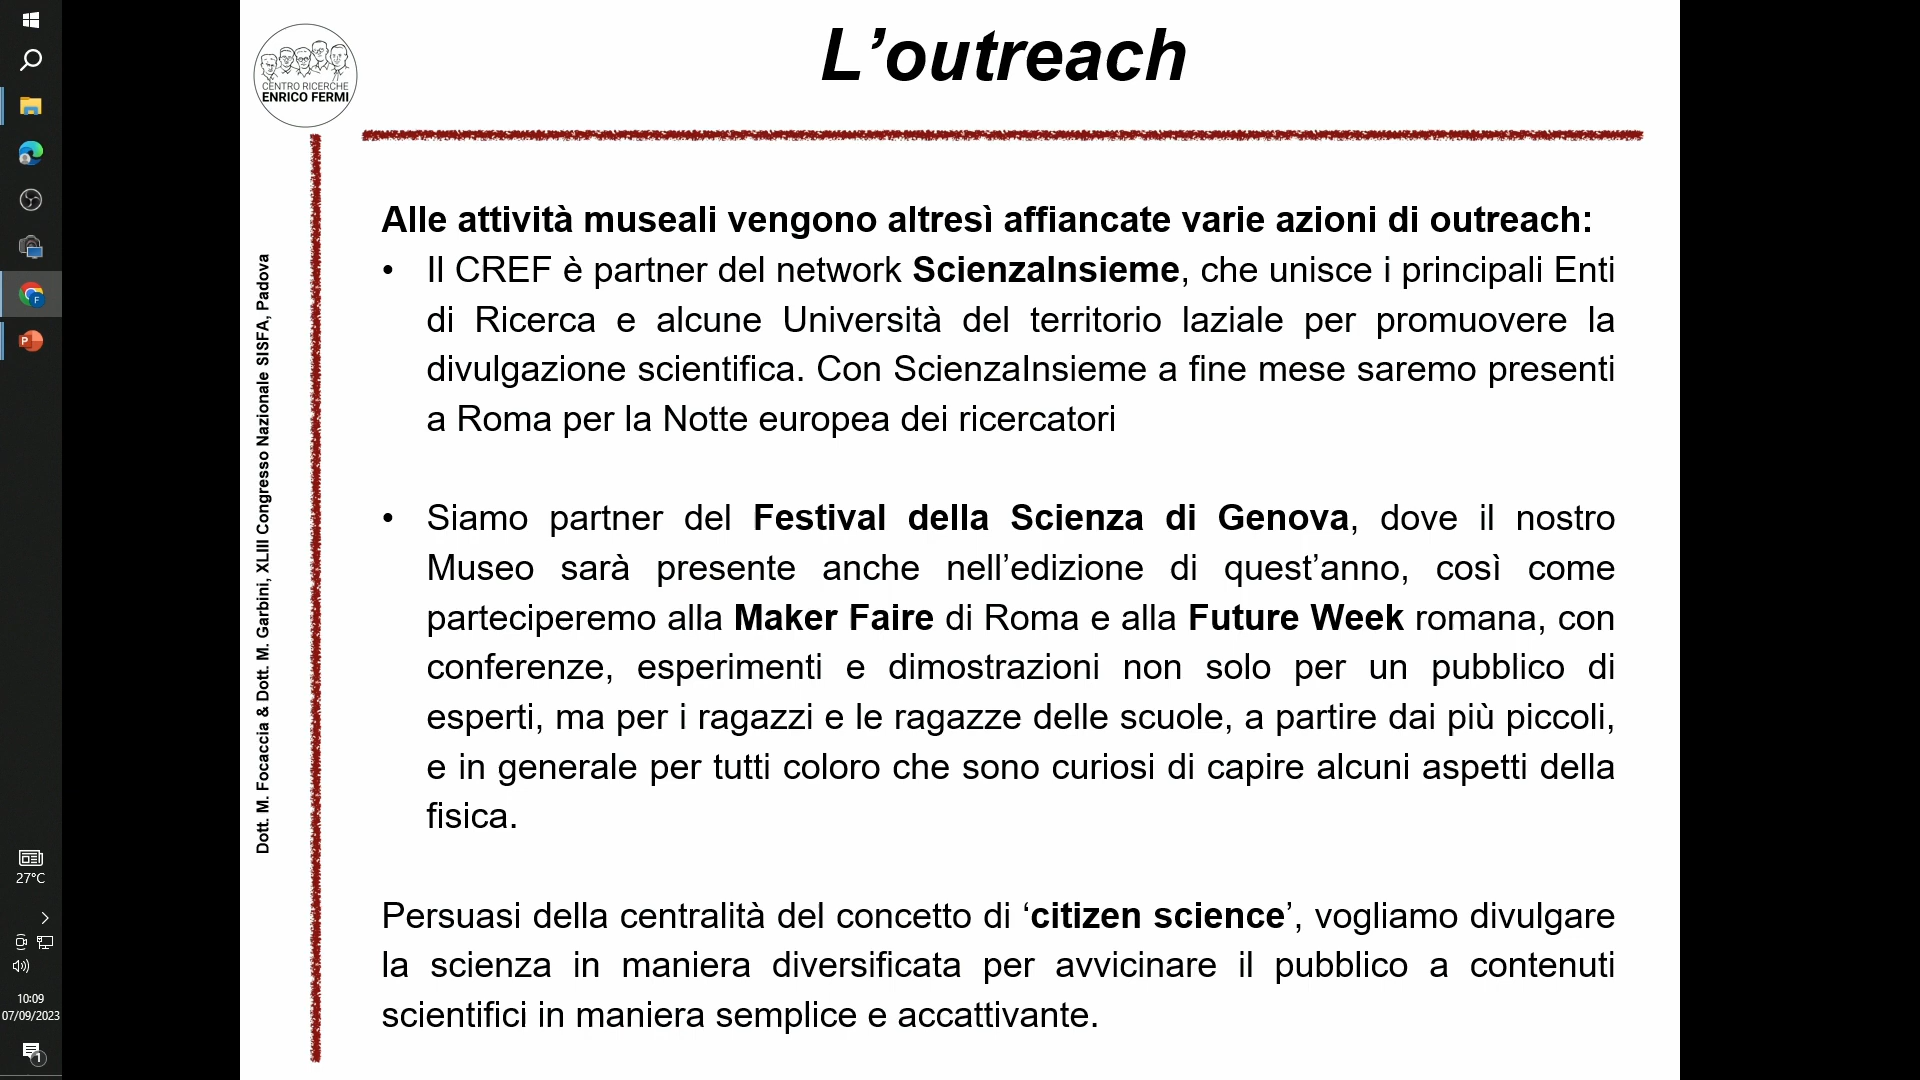 L’outreach
CENTRO RICERCHE
ENRICO FERMI
Dott. M. Focaccia & Dott. M. Garbini, XLIII Congresso Nazionale SISFA, Padova
Alle attività museali vengono altresì affiancate varie azioni di outreach:
• Il CREF è partner del network ScienzaInsieme, che unisce i principali Enti
di Ricerca e alcune Università del territorio laziale per promuovere la
divulgazione scientifica. Con ScienzaInsieme a fine mese saremo presenti
a Roma per la Notte europea dei ricercatori
• Siamo partner del Festival della Scienza di Genova, dove il nostro
Museo sarà presente anche nell’edizione di quest’anno, così come
parteciperemo alla Maker Faire di Roma e alla Future Week romana, con
conferenze, esperimenti e dimostrazioni non solo per un pubblico di
esperti, ma per i ragazzi e le ragazze delle scuole, a partire dai più piccoli,
e in generale per tutti coloro che sono curiosi di capire alcuni aspetti della
fisica.
Persuasi della centralità del concetto di ‘citizen science’, vogliamo divulgare
la scienza in maniera diversificata per avvicinare il pubblico a contenuti
scientifici in maniera semplice e accattivante.
27°C
10:09
07/09/2023
1